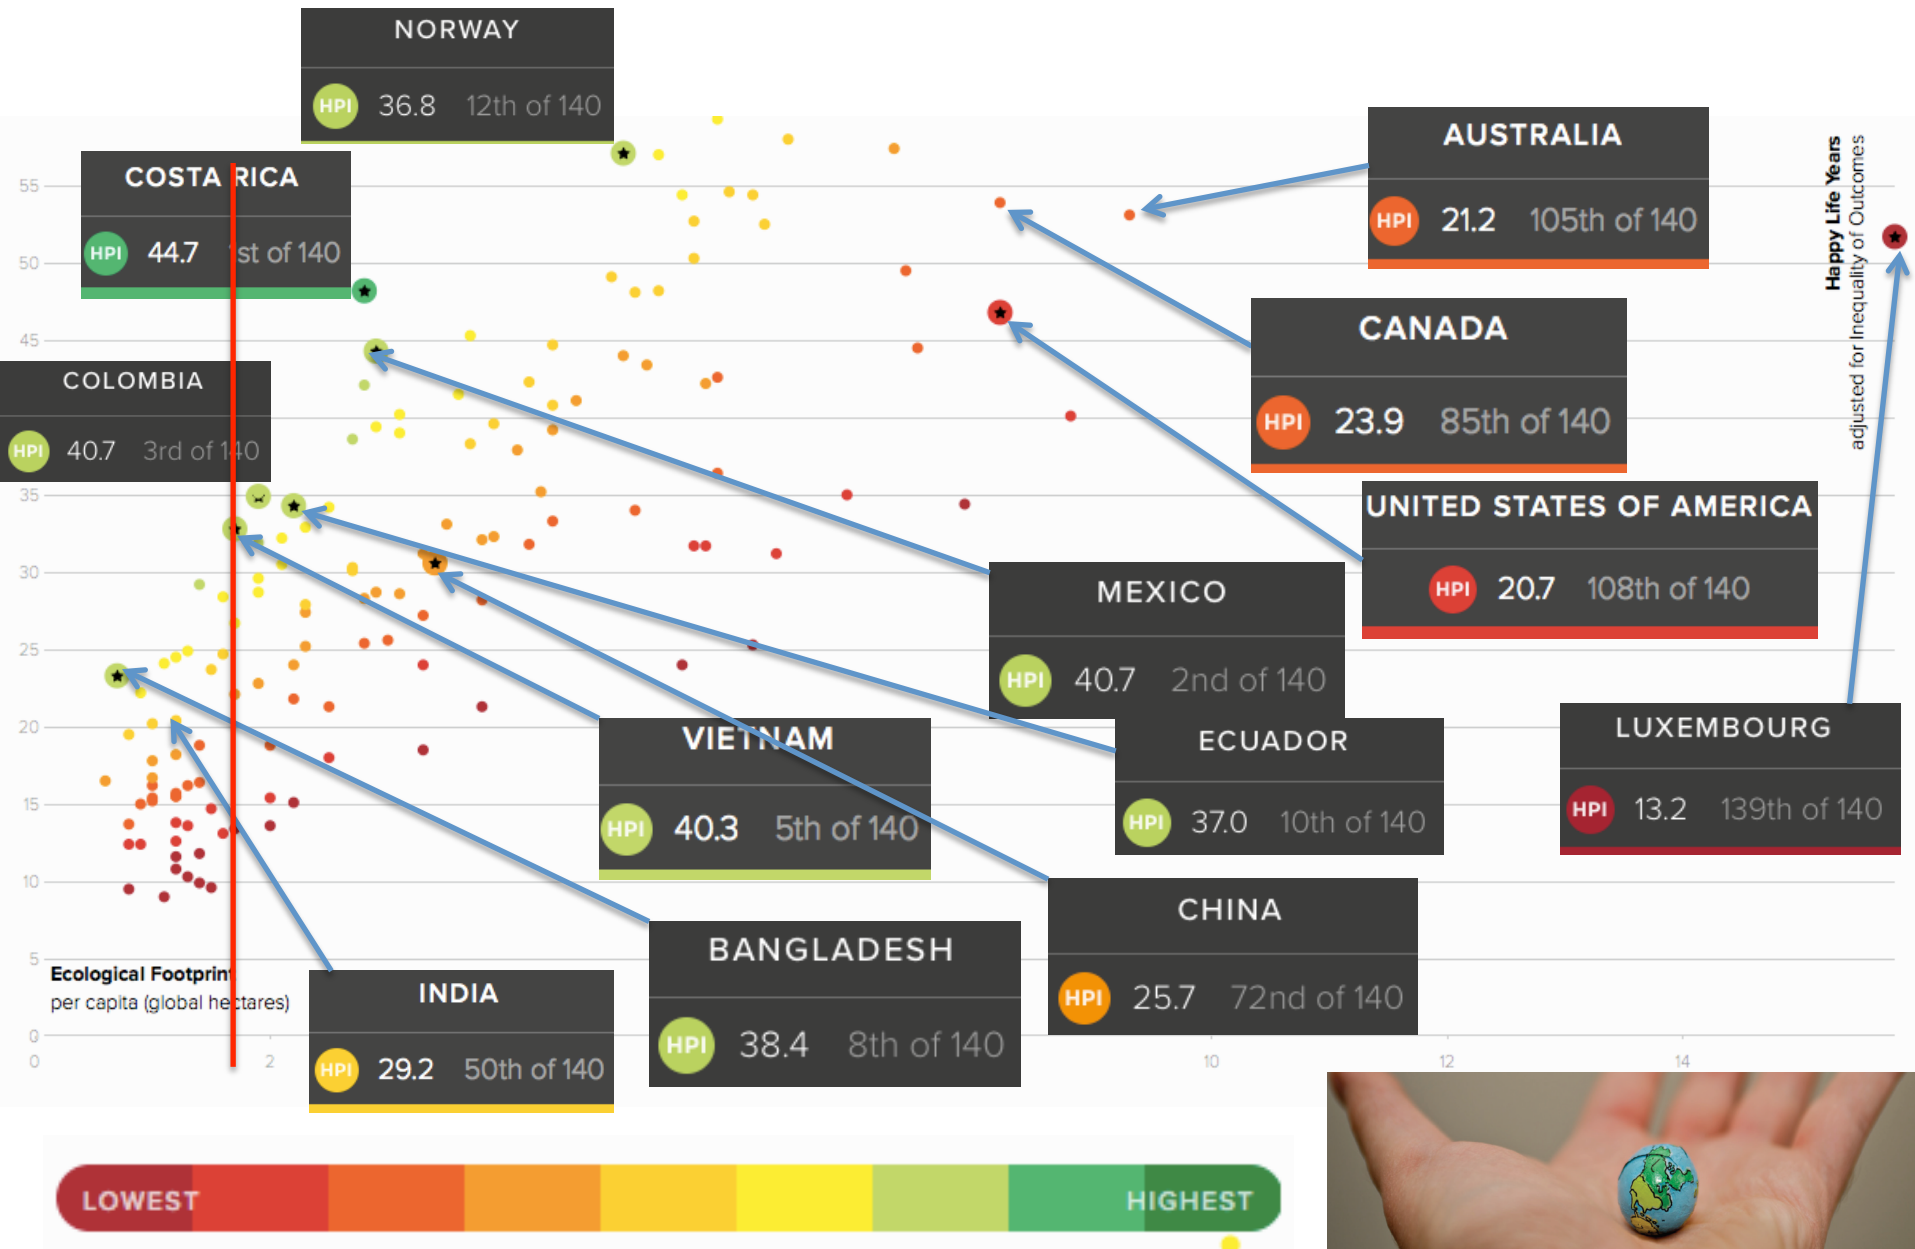 NORWAY
HPI 36.8 12th of 140
COSTA RICA
HPI 44.7 1st of 140
COLOMBIA
HPI 40.7 3rd of 140
AUSTRALIA
HPI 21.2 105th of 140
CANADA
HPI 23.9 85th of 140
UNITED STATES OF AMERICA
HPI 20.7 108th of 140
MEXICO
HPI 40.7 2nd of 140
VIETNAM
HPI 40.3 5th of 140
ECUADOR
HPI 37.0 10th of 140
LUXEMBOURG
HPI 13.2 139th of 140
CHINA
HPI 25.7 72nd of 140
BANGLADESH
HPI 38.4 8th of 140
INDIA
HPI 29.2 50th of 140
Happy Life Years
adjusted for Inequality of Outcomes
55
50
45
35
30
25
20
15
10
5
0
Ecological Footprint
per capita (global hectares)
0 2 10 12 14
LOWEST HIGHEST